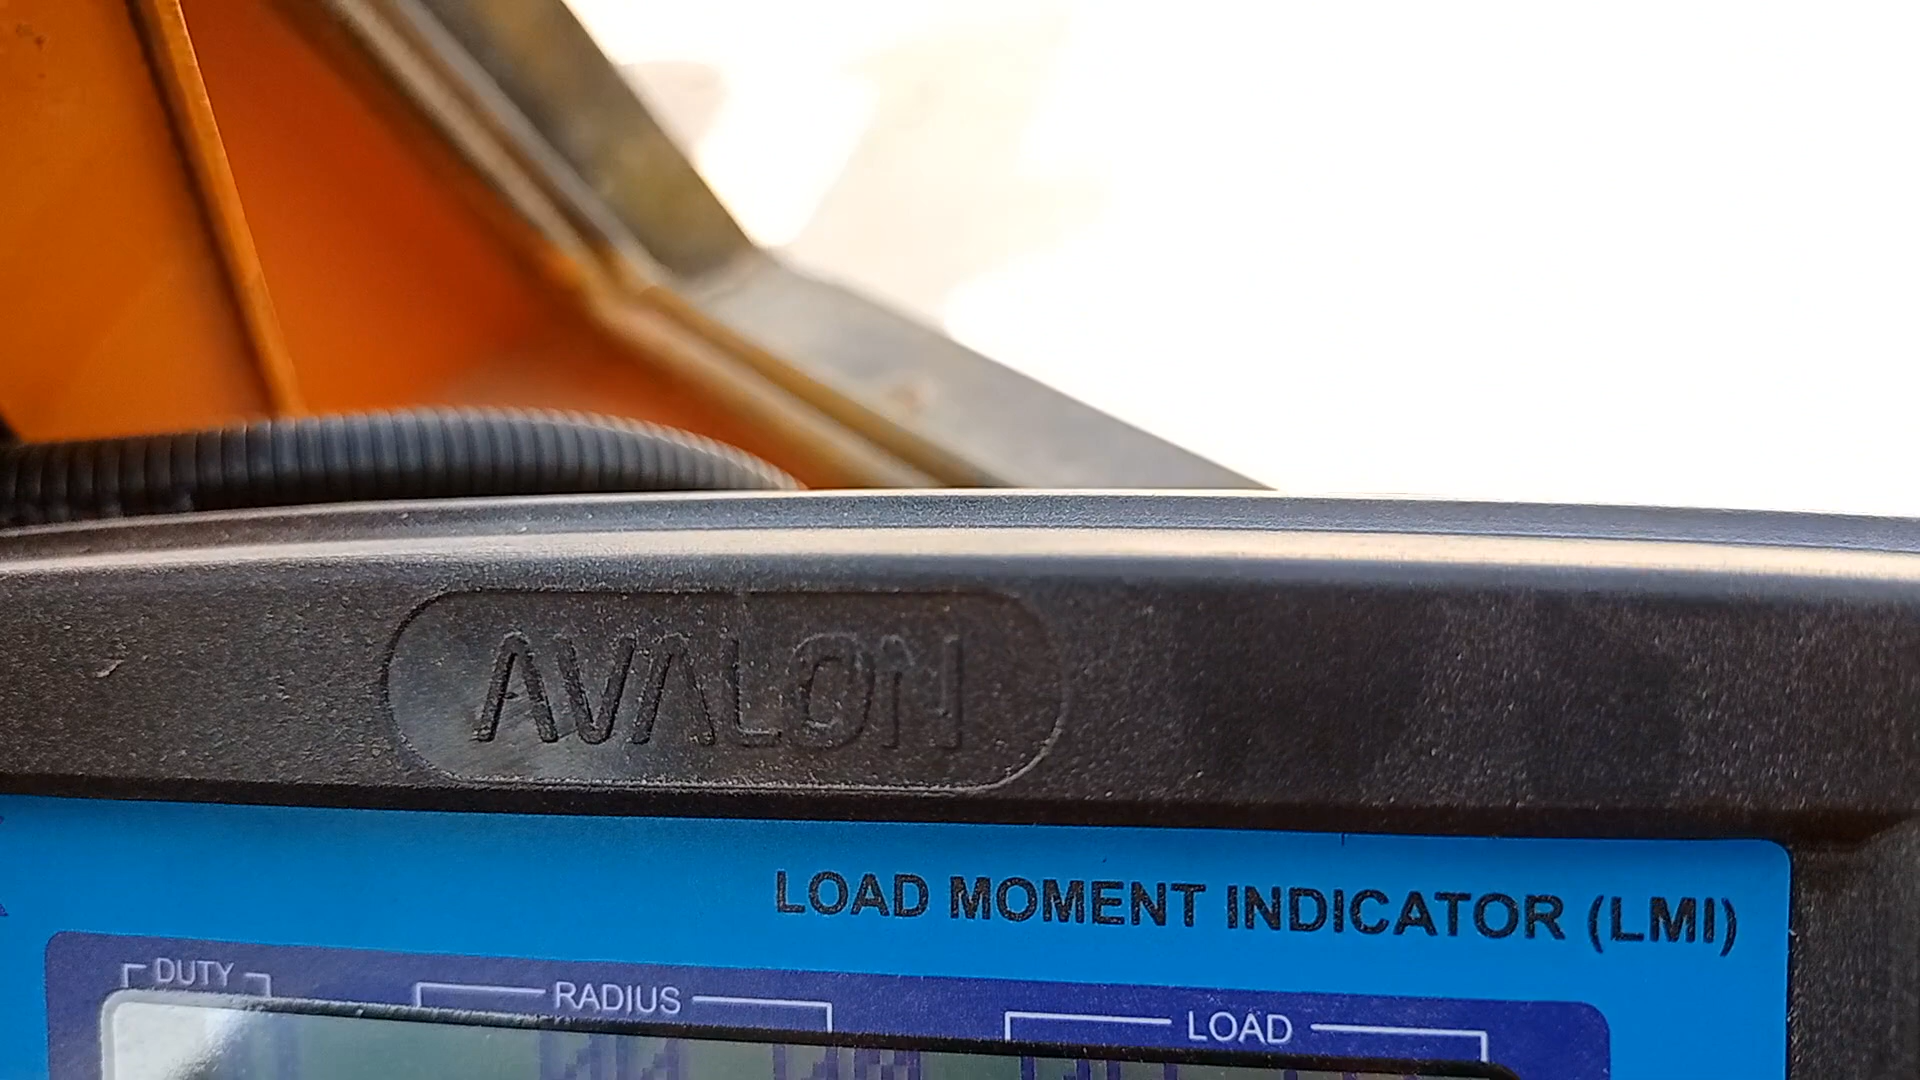 AVALON
LOAD MOMENT INDICATOR (LMI)
DUTY
RADIUS
LOAD